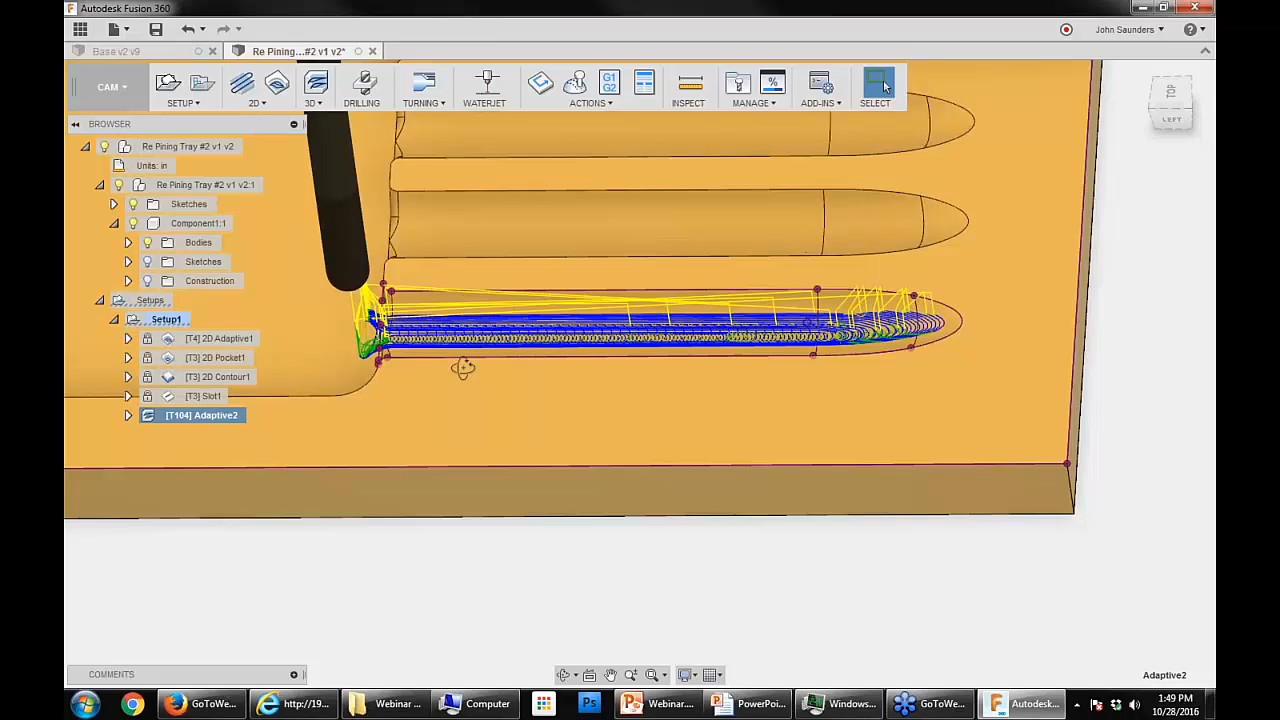 Autodesk Fusion 360
John Saunders
Base v2 v9
Re Pining...#2 v1 v2*
CAM
SETUP
2D
3D
DRILLING
TURNING
WATERJET
G1
G2
ACTIONS
INSPECT
%
MANAGE
ADD-INS
SELECT
TOP
LEFT
BROWSER
Re Pining Tray #2 v1 v2
Units: in
Re Pining Tray #2 v1 v2:1
Sketches
Component1:1
Bodies
Sketches
Construction
Setups
Setup1
[T4] 2D Adaptive1
[T4] 2D Pocket1
[T3] 2D Contour1
[T3] Slot1
[T104] Adaptive2
COMMENTS
Adaptive2
GoToWe...
http://19...
Webinar ...
Computer
Ps
Webinar....
PowerPoi...
Windows...
GoToWe...
Autodesk...
1:49 PM
10/28/2016